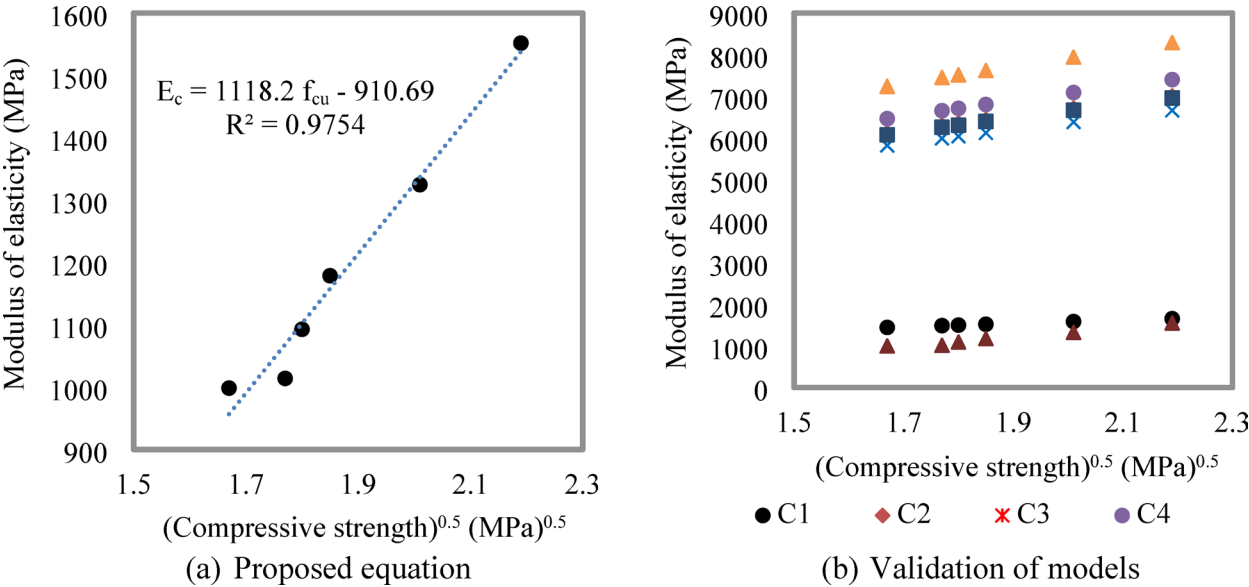 1600
1500
1400
1300
1200
1100
1000
900
Modulus of elasticity (MPa)
E_c = 1118.2 f_cu - 910.69
R² = 0.9754
1.5 1.7 1.9 2.1 2.3
(Compressive strength)^0.5 (MPa)^0.5
(a) Proposed equation
9000
8000
7000
6000
5000
4000
3000
2000
1000
0
Modulus of elasticity (MPa)
1.5 1.7 1.9 2.1 2.3
(Compressive strength)^0.5 (MPa)^0.5
C1 C2 C3 C4
(b) Validation of models